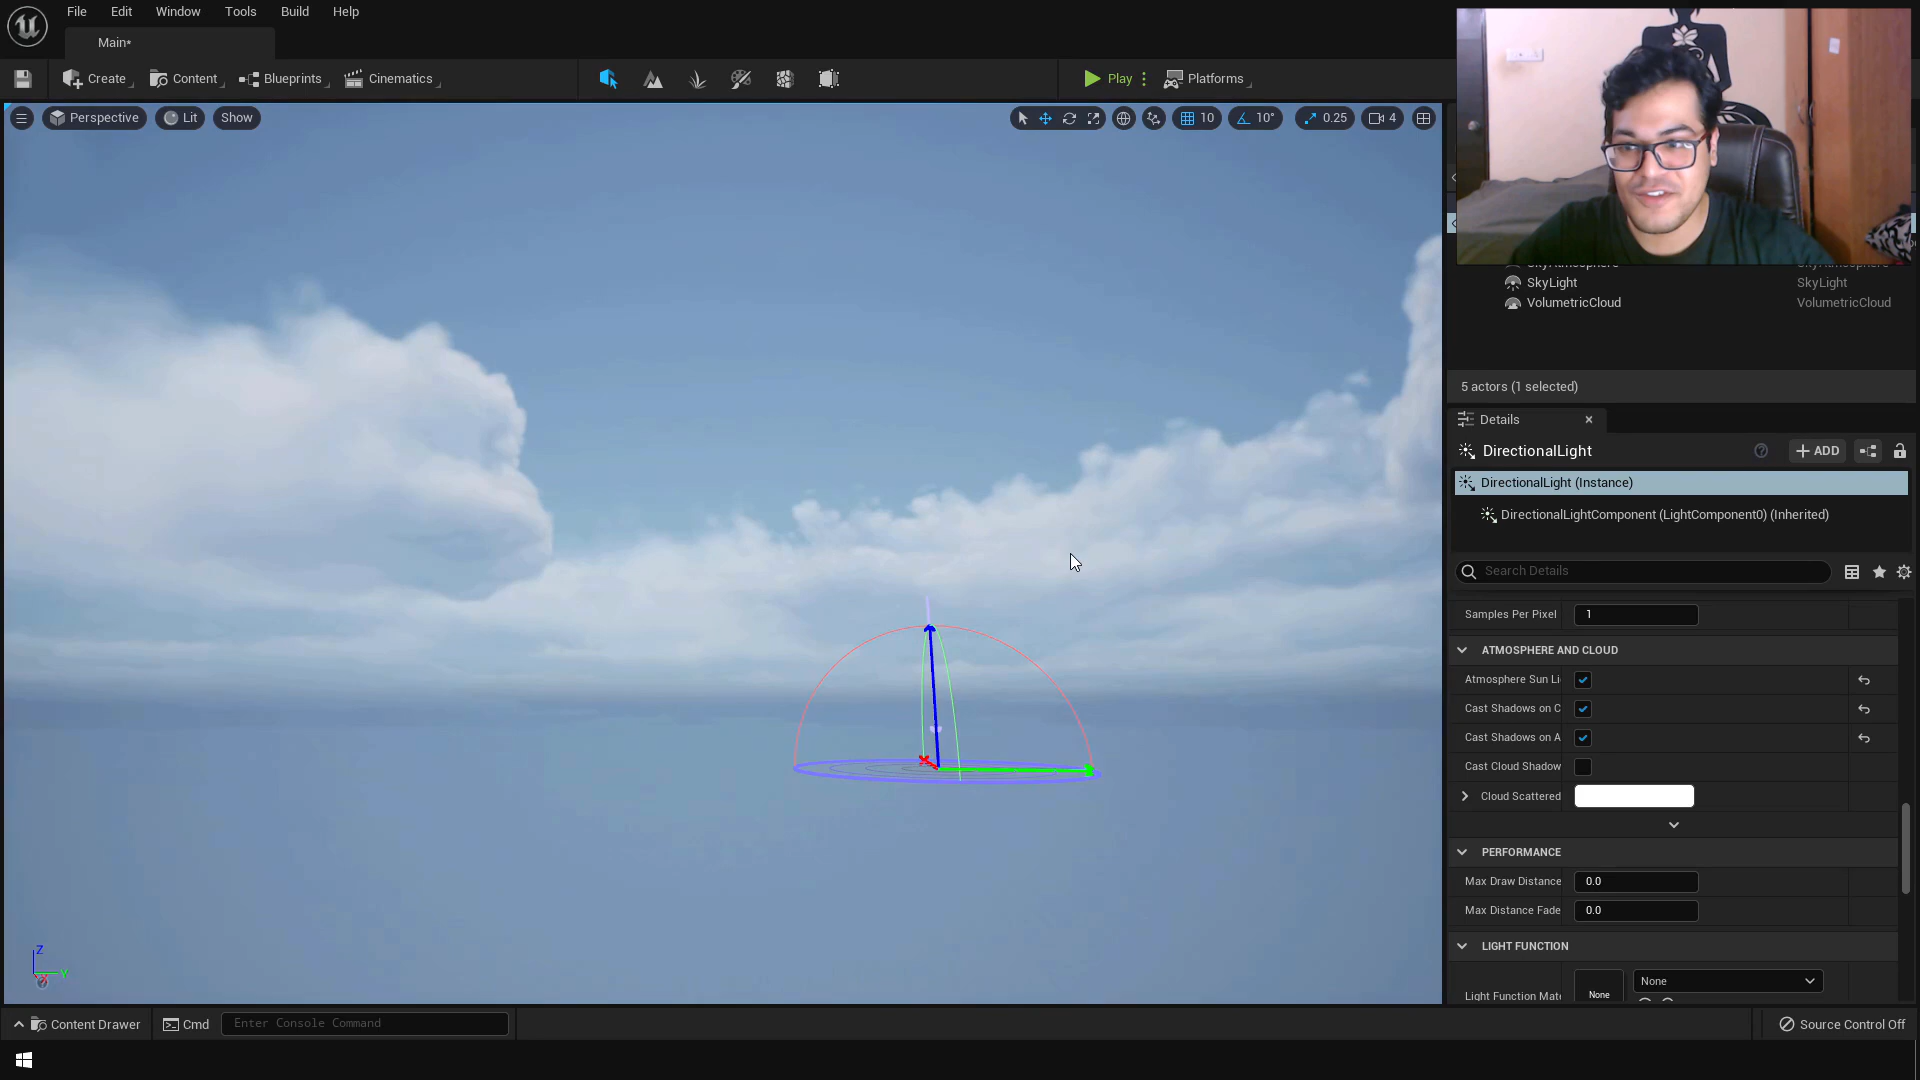 File Edit Window Tools Build Help
Main*
Create Content Blueprints Cinematics Play Platforms
Perspective Lit Show 10 10° 0.25 4
SkyLight SkyLight
VolumetricCloud VolumetricCloud
5 actors (1 selected)
Details
DirectionalLight ADD
DirectionalLight (Instance)
DirectionalLightComponent (LightComponent0) (Inherited)
Search Details
Samples Per Pixel 1
ATMOSPHERE AND CLOUD
Atmosphere Sun Li
Cast Shadows on C
Cast Shadows on A
Cast Cloud Shadow
Cloud Scattered
PERFORMANCE
Max Draw Distance 0.0
Max Distance Fade 0.0
LIGHT FUNCTION
None
Light Function Mate None
Z
Y
Content Drawer Cmd Enter Console Command Source Control Off